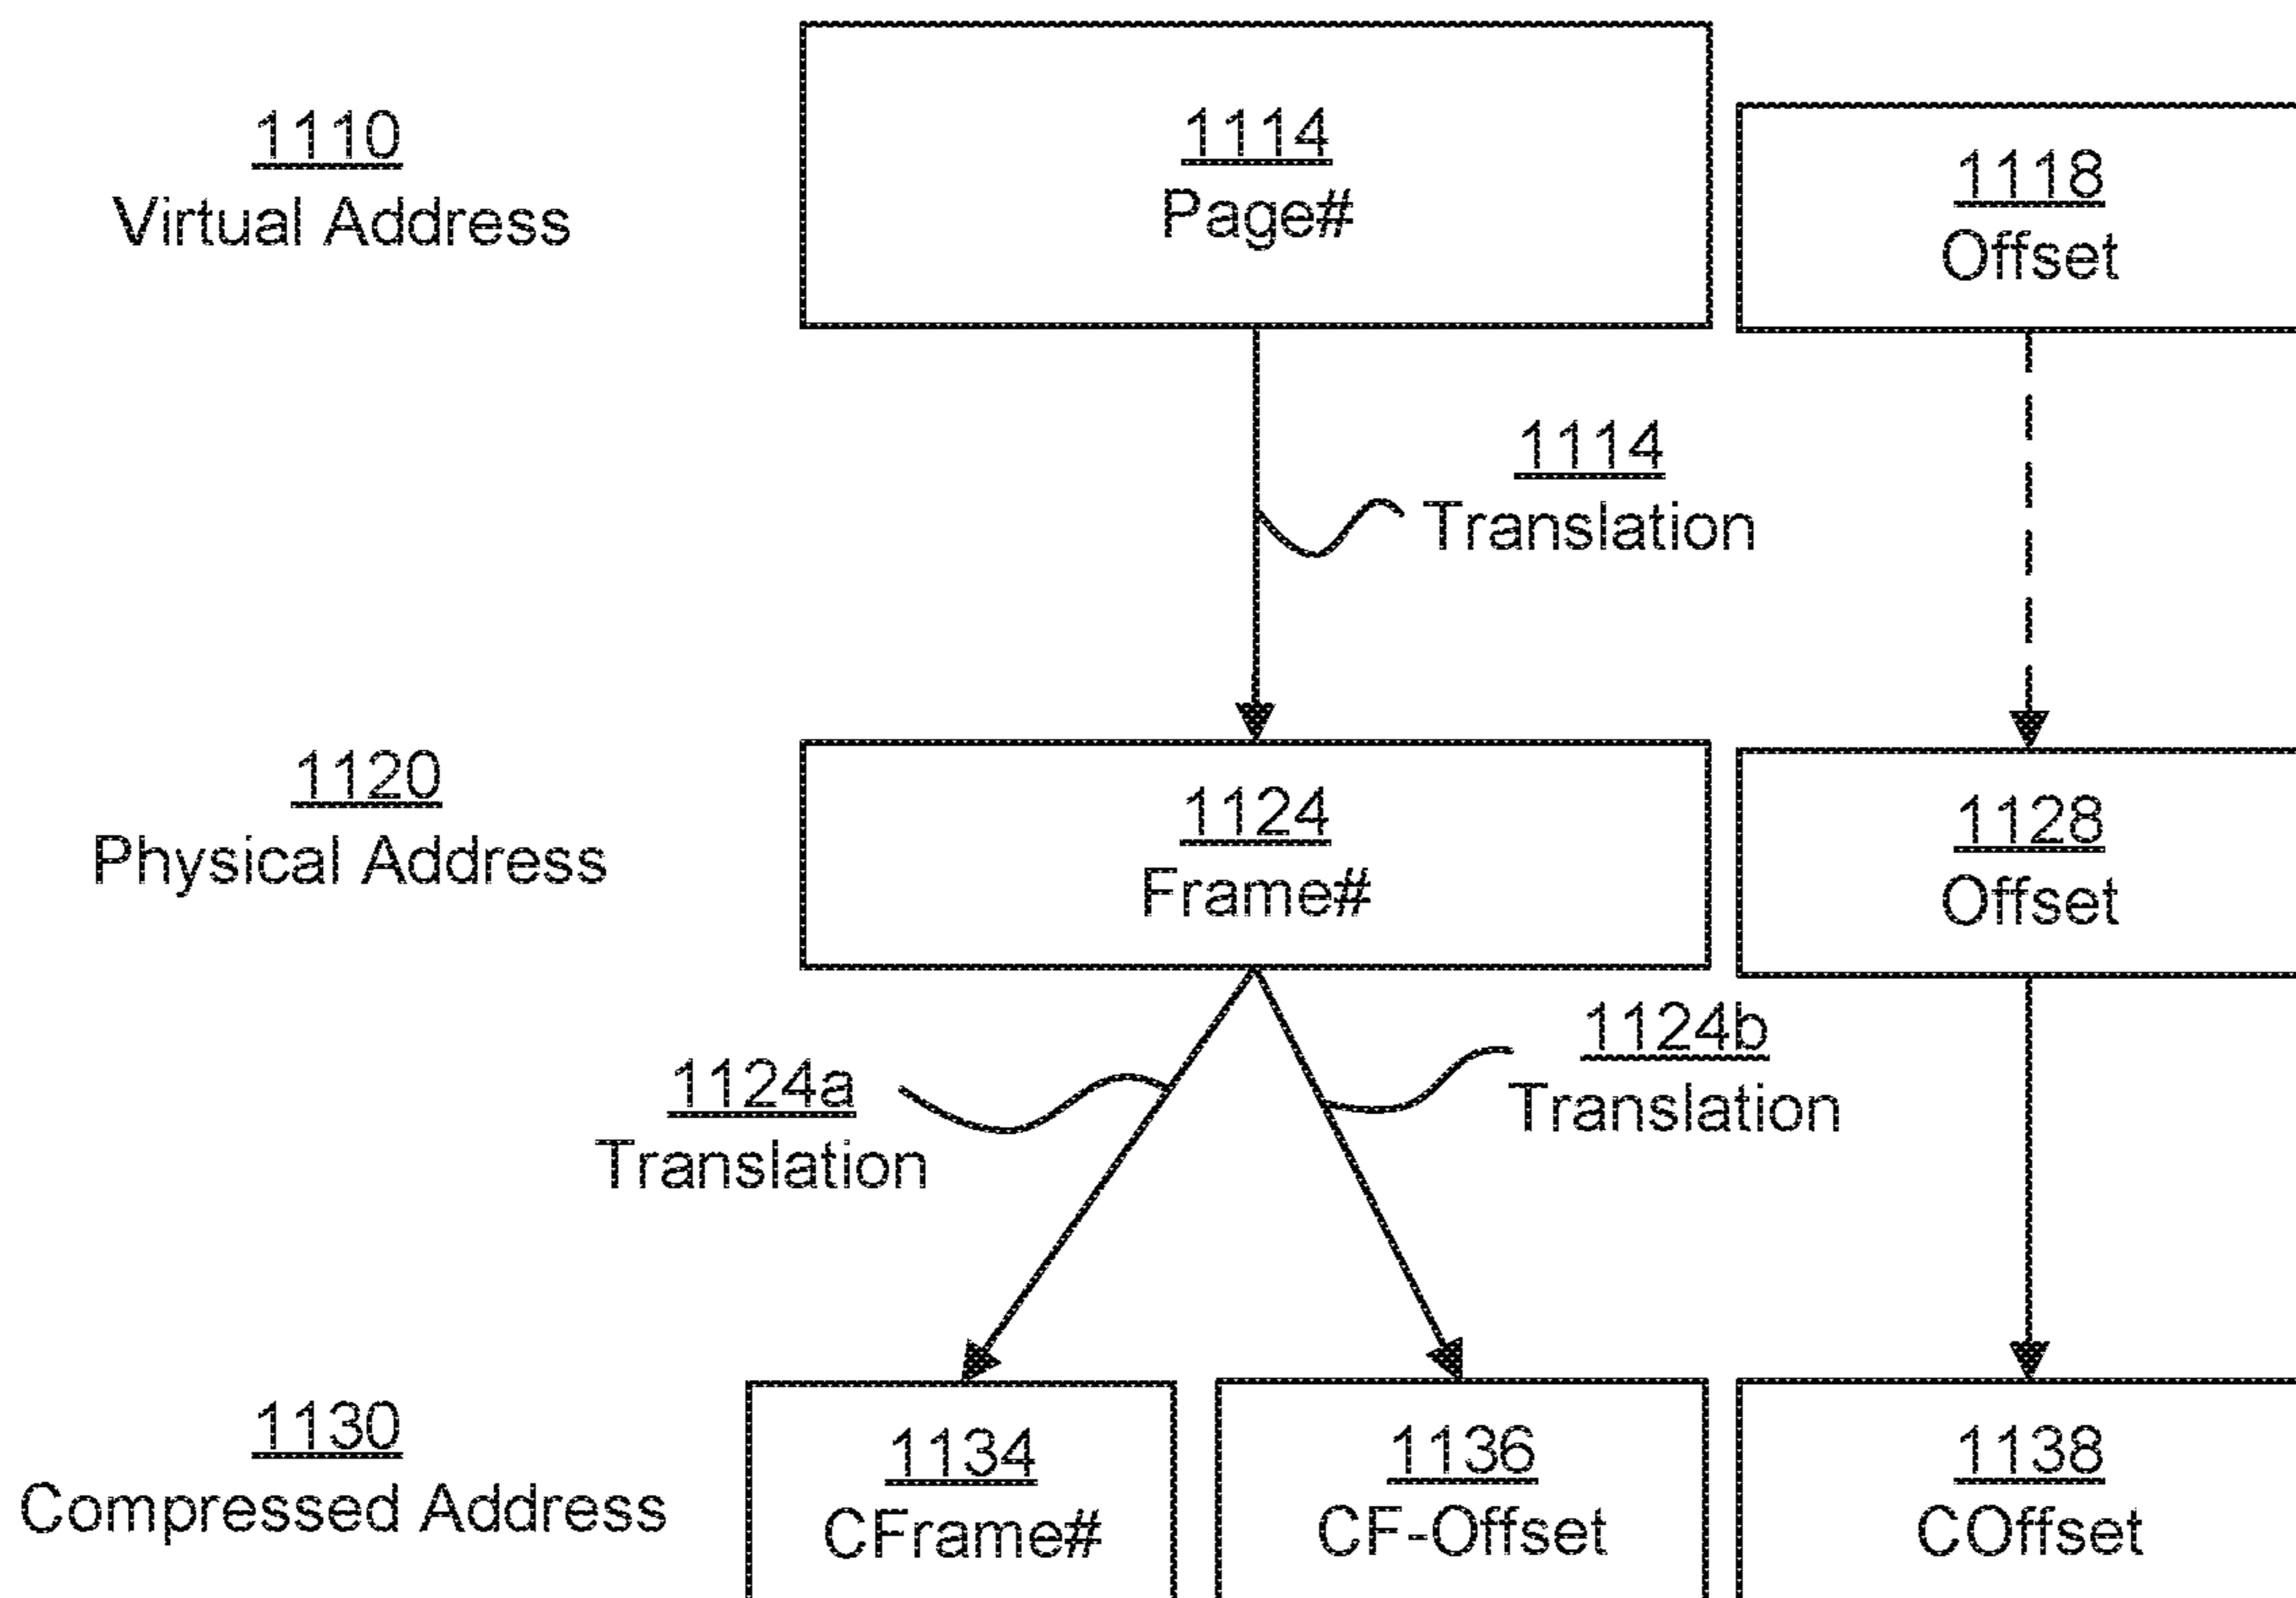 1110
Virtual Address
1114
Page#
1118
Offset
1114
Translation
1120
Physical Address
1124
Frame#
1128
Offset
1124a
Translation
1124b
Translation
1130
Compressed Address
1134
CFrame#
1136
CF-Offset
1138
COffset